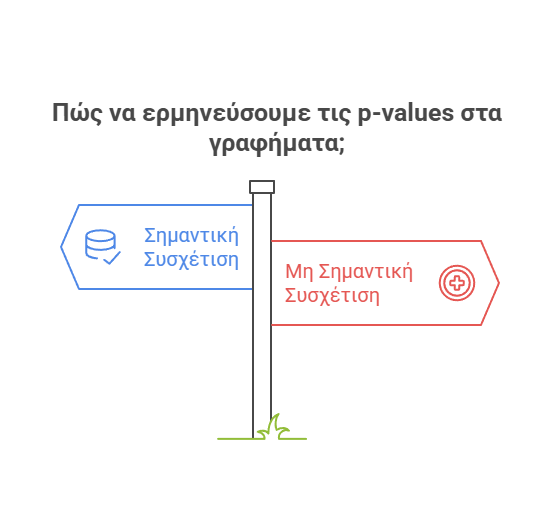 Πώς να ερμηνεύσουμε τις p-values στα
γραφήματα;
Σημαντική
Συσχέτιση
Μη Σημαντική
Συσχέτιση